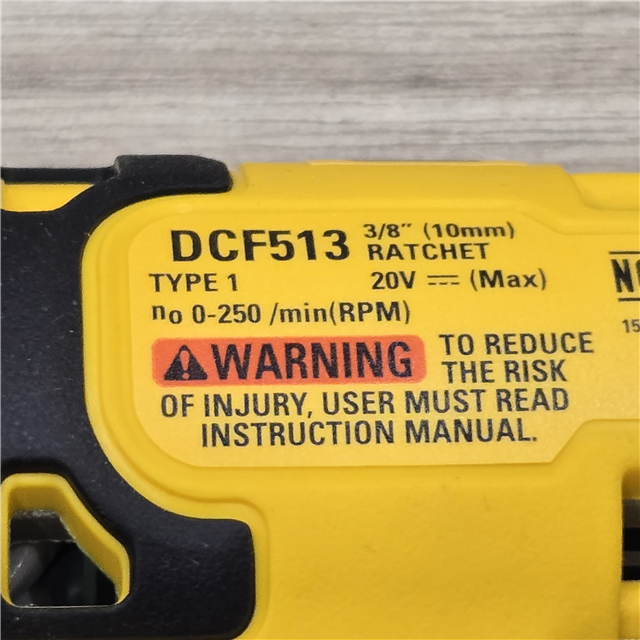 DCF513 3/8" (10mm)
RATCHET
TYPE 1 20V ⎓ (Max)
no 0-250 /min(RPM)
⚠WARNING TO REDUCE
THE RISK
OF INJURY, USER MUST READ
INSTRUCTION MANUAL.
15